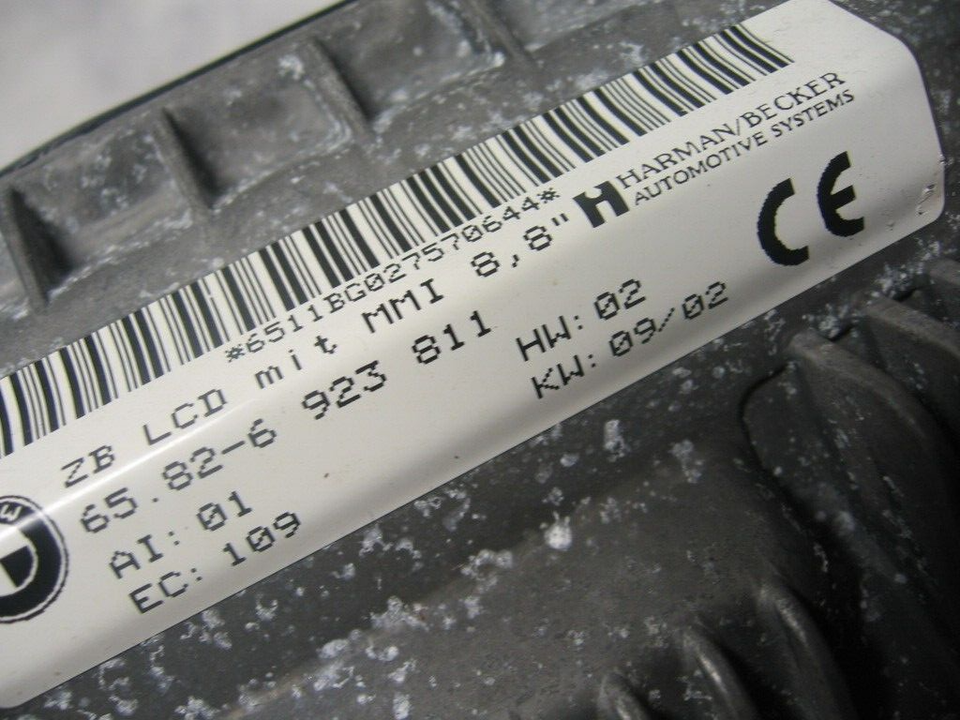 *6511BG027570644*
HARMAN/BECKER
AUTOMOTIVE SYSTEMS
ZB LCD mit MMI 8,8"
65.82-6 923 811
HW:02
AI:01
KW:09/02
EC:109
CE